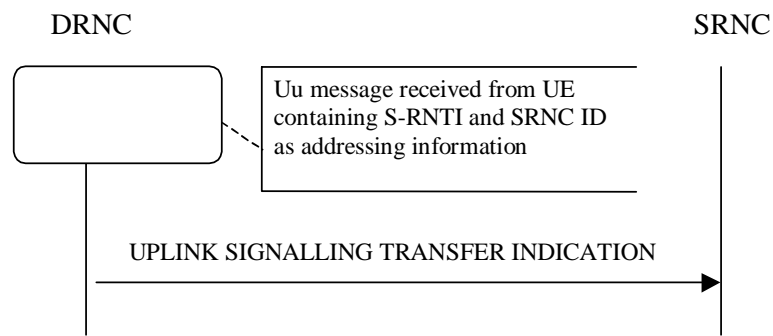 DRNC
SRNC
Uu message received from UE
containing S-RNTI and SRNC ID
as addressing information
UPLINK SIGNALLING TRANSFER INDICATION